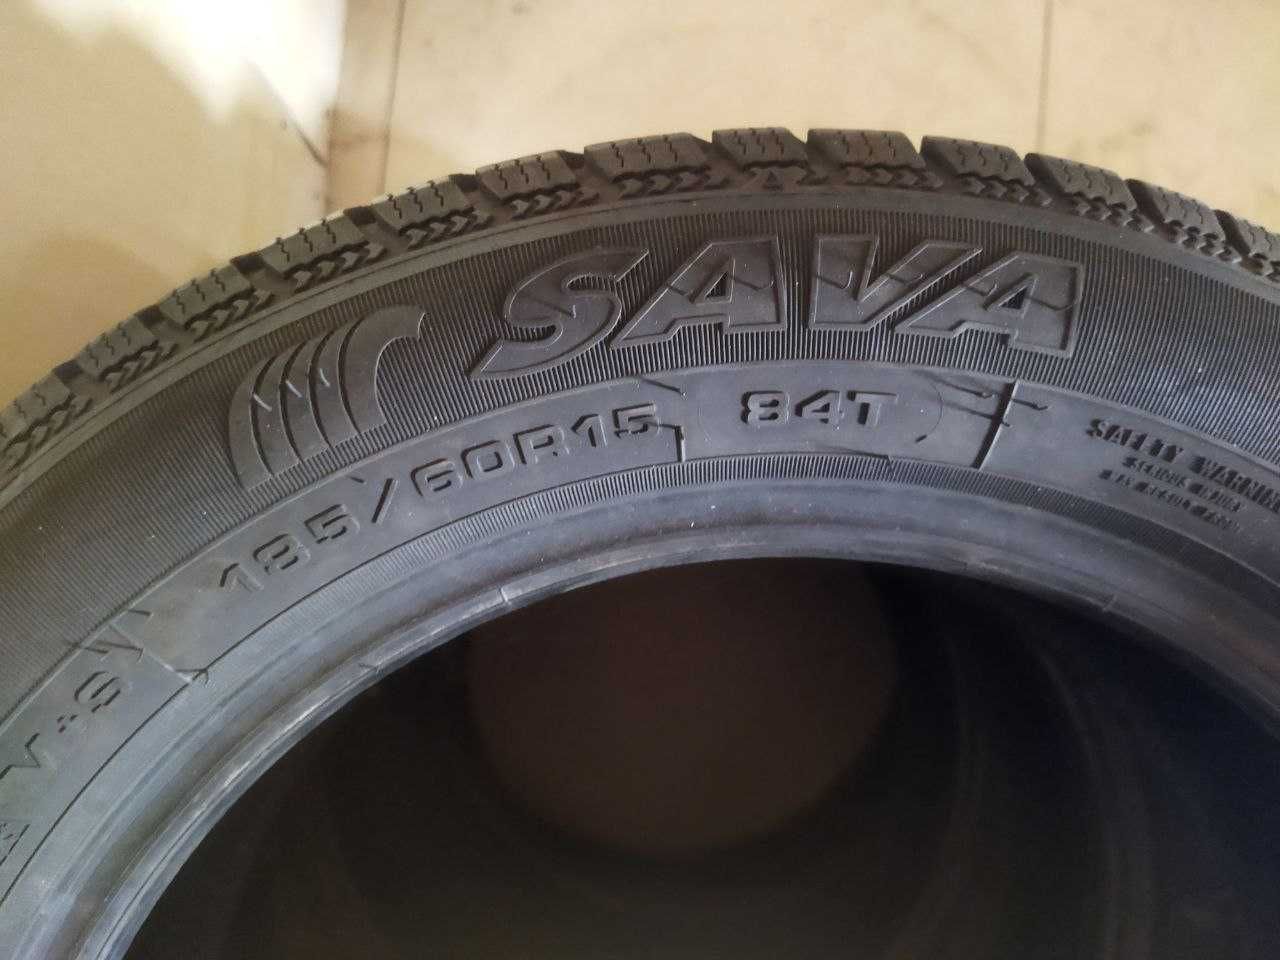 SAVA
M+S
185/60R15 84T
SAFETY WARNING